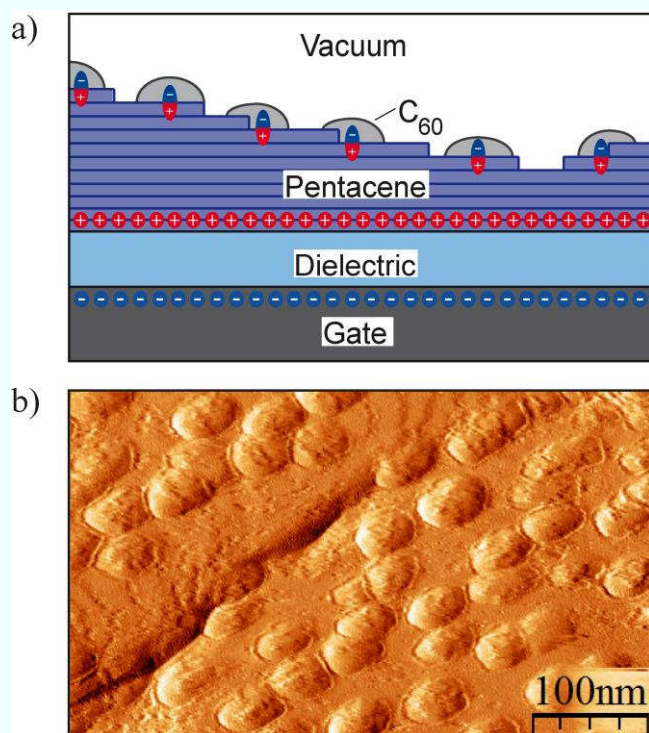 a)
Vacuum
C60
Pentacene
+ + + + + + + + + + + + + + + + + + + + + + + + + + + + + +
Dielectric
- - - - - - - - - - - - - - - - - - - -
Gate
b)
100nm